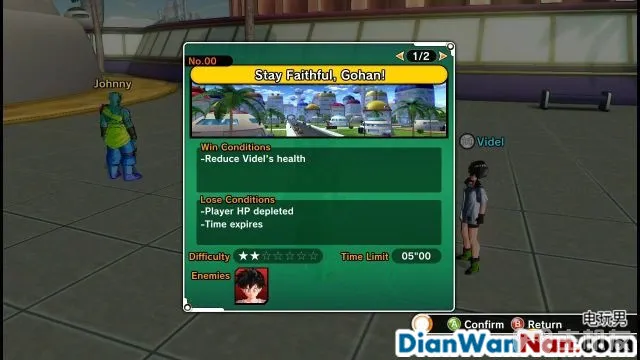 No.00
1/2
Stay Faithful, Gohan!
Johnny
Win Conditions
-Reduce Videl's health
Videl
Lose Conditions
-Player HP depleted
-Time expires
Difficulty
Time Limit 05"00
Enemies
A Confirm B Return
电玩男
DianWanNan.com